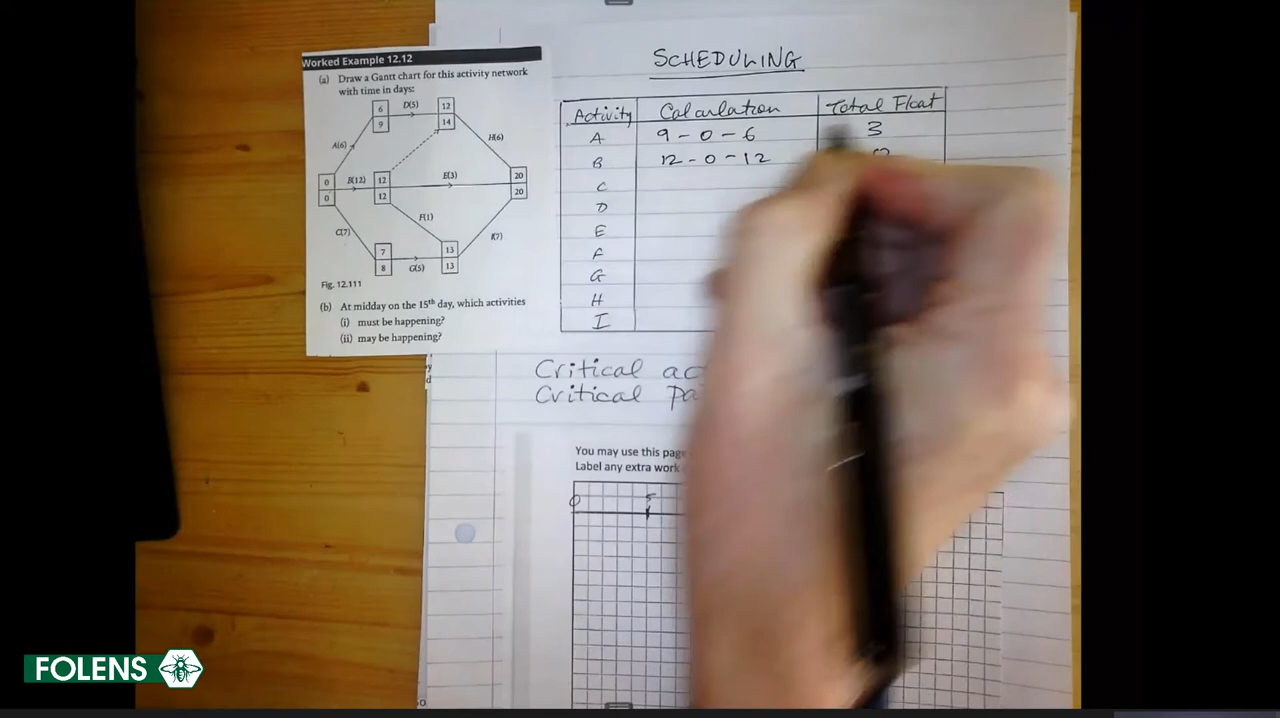 SCHEDULING
Worked Example 12.12
(a) Draw a Gantt chart for this activity network
with time in days:
6
9
D(5)
12
14
A(6)
H(6)
0
0
B(12)
12
12
E(3)
20
20
C(7)
F(1)
I(7)
7
8
G(5)
13
13
Fig. 12.111
(b) At midday on the 15th day, which activities
(i) must be happening?
(ii) may be happening?
Activity Calculation Total Float
A 9 - 0 - 6 3
B 12 - 0 - 12
C
D
E
F
G
H
I
Critical
Critical
You may use this page
Label any extra work
0 5
FOLENS